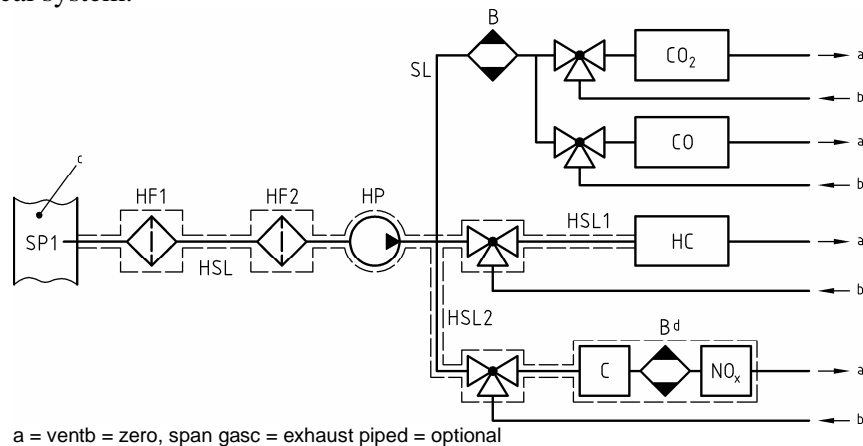 B
SL
CO₂
a
b
CO
a
b
c
HF1
HF2
HP
SP1
HSL
HSL1
HC
a
b
HSL2
Bᵈ
C
NOₓ
a
b
a = ventb = zero, span gasc = exhaust piped = optional